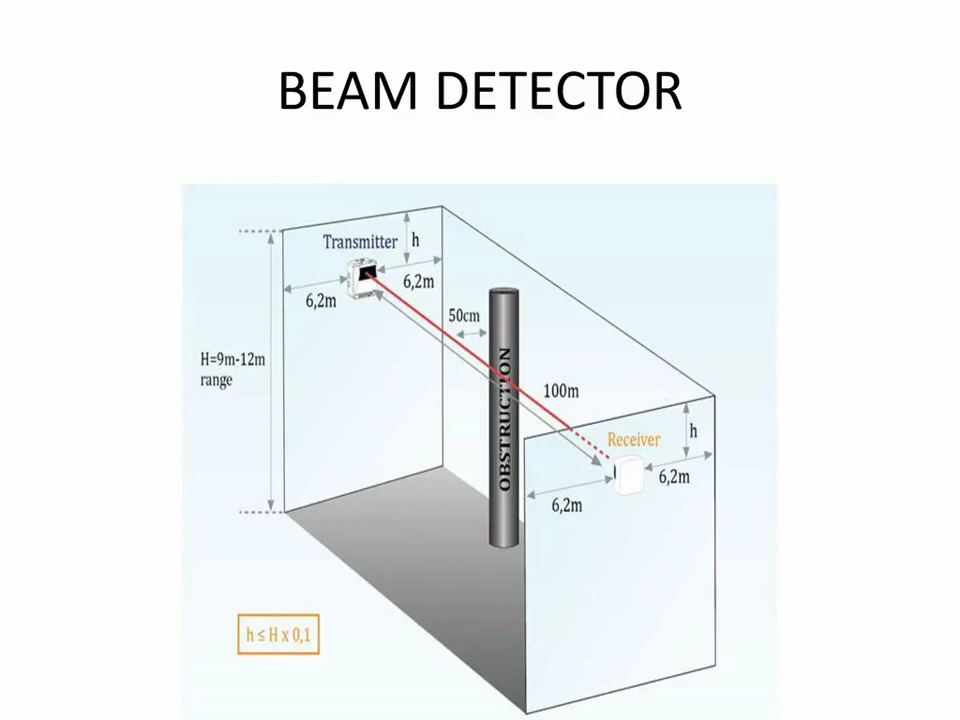 BEAM DETECTOR
Transmitter
h
6,2m
6,2m
50cm
H=9m-12m
range
OBSTRUCTION
100m
Receiver
h
6,2m
6,2m
h ≤ H x 0,1